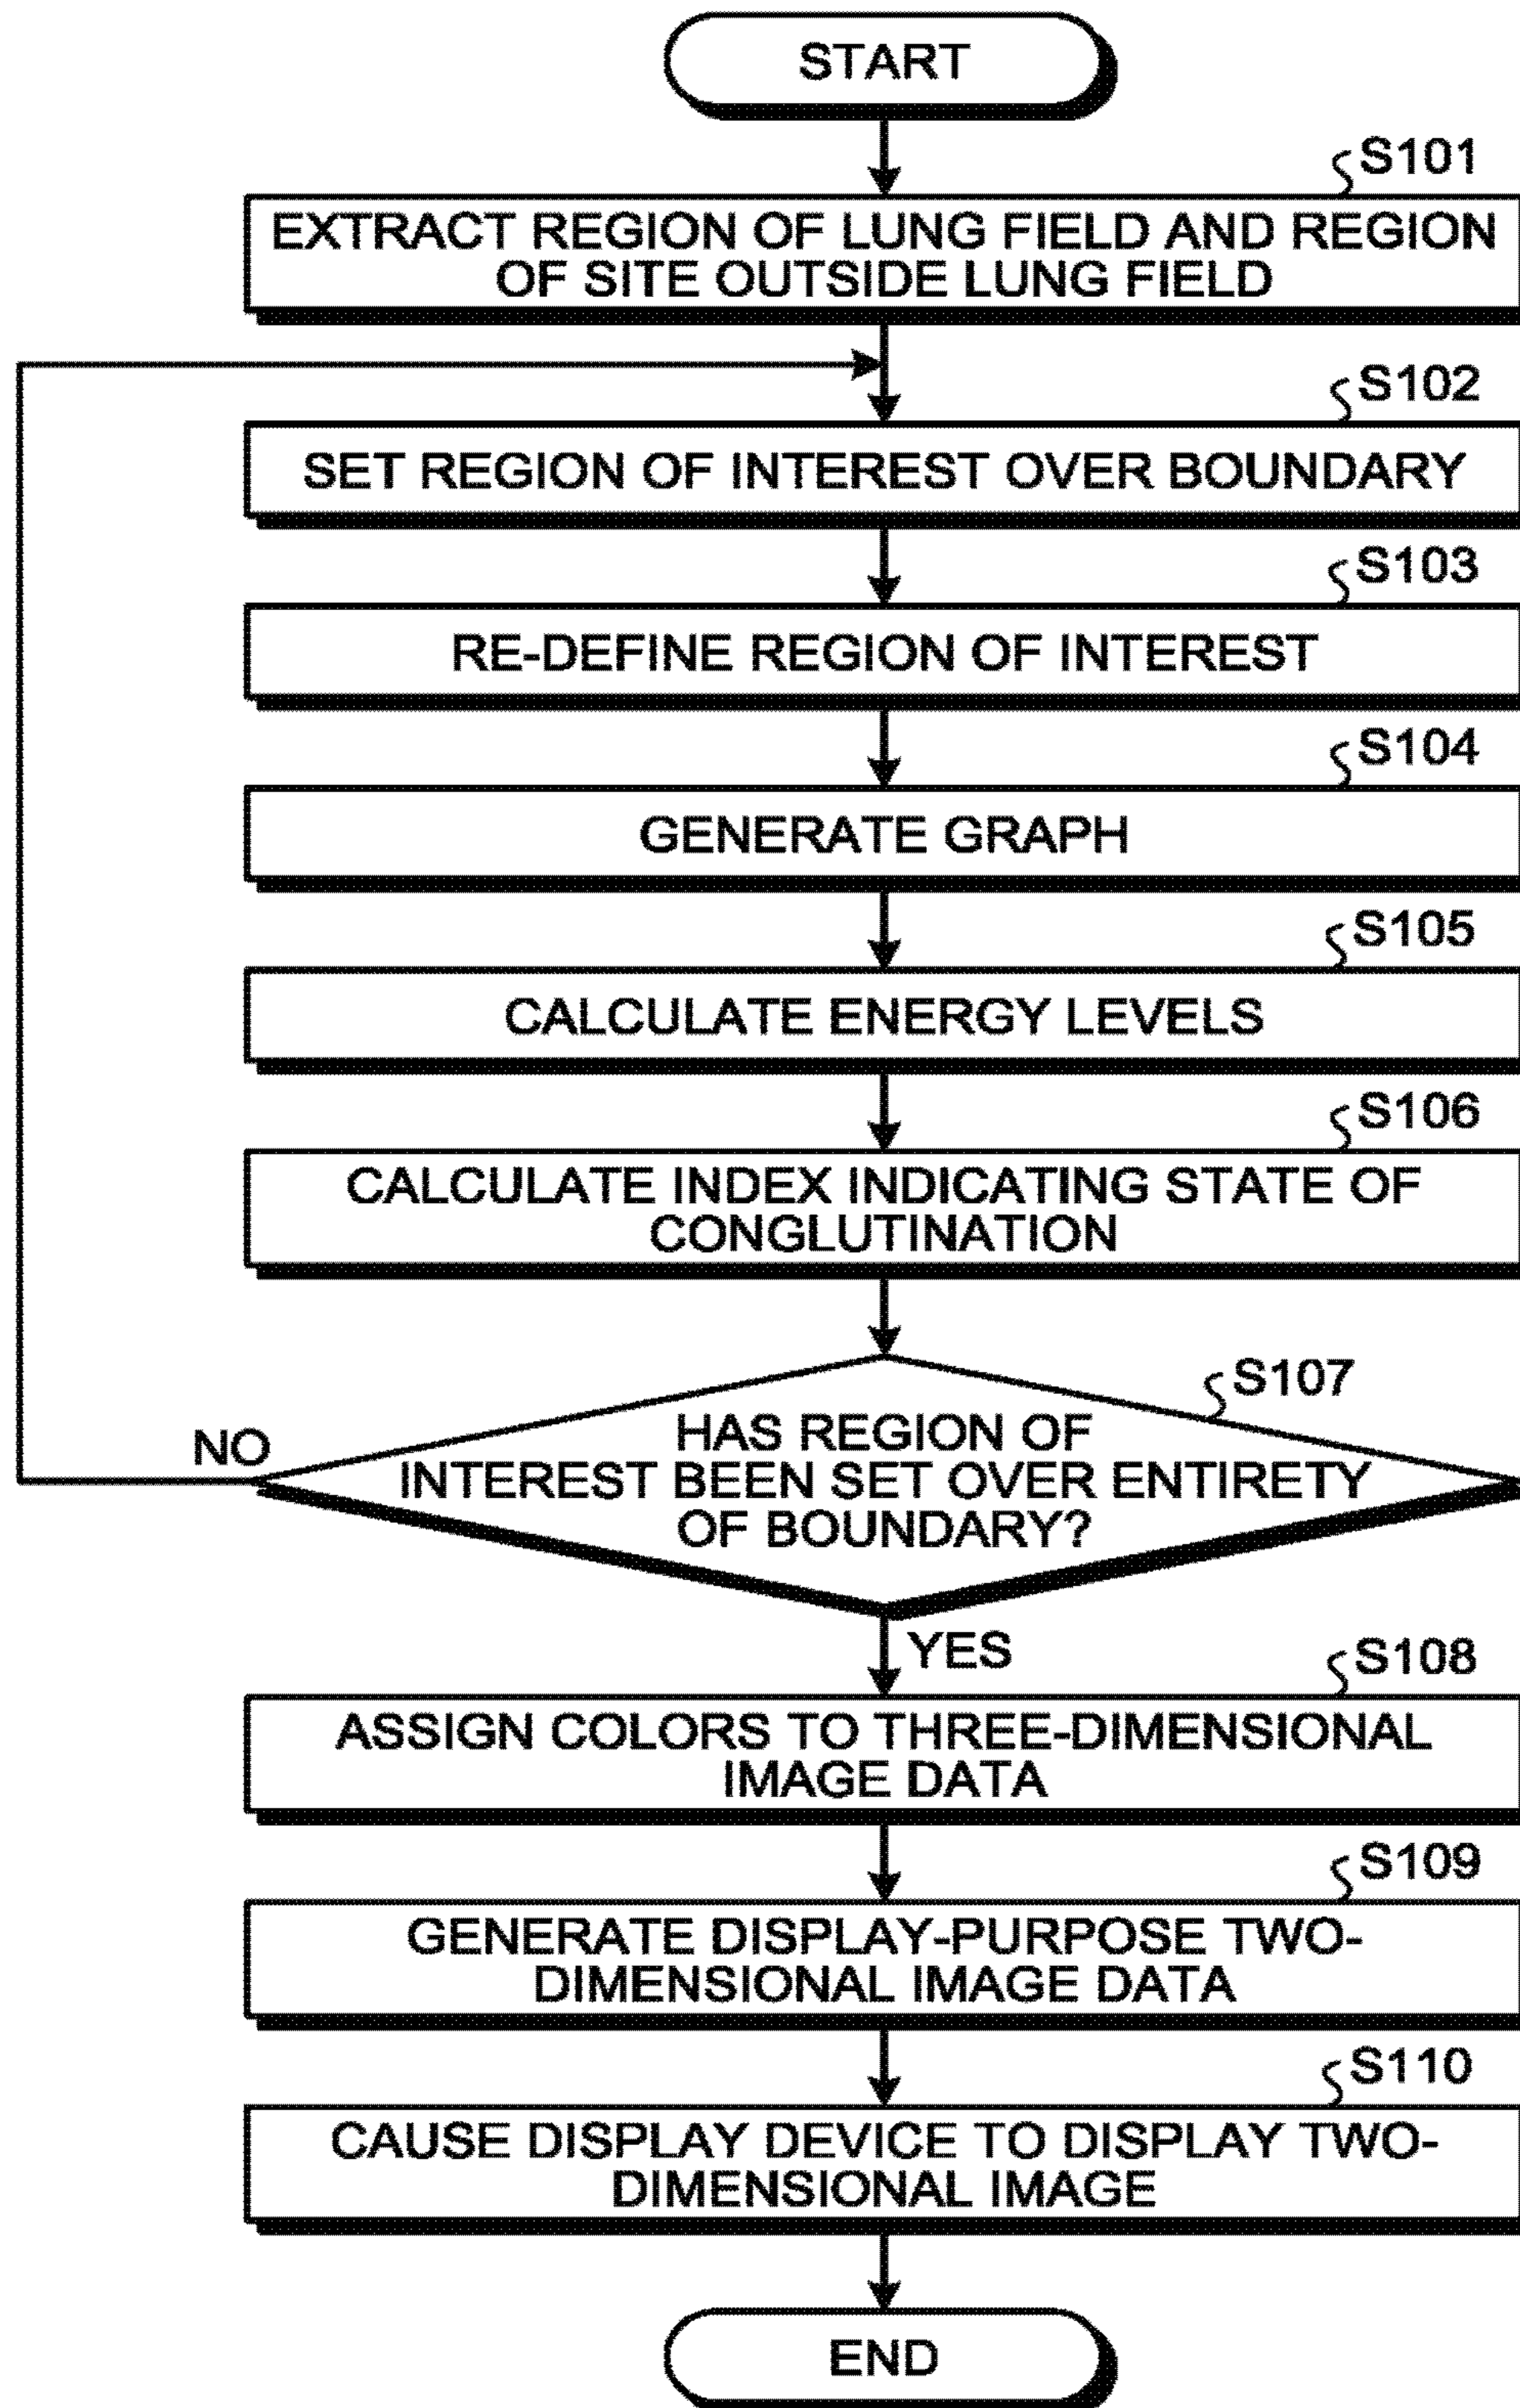 START
S101
EXTRACT REGION OF LUNG FIELD AND REGION
OF SITE OUTSIDE LUNG FIELD
S102
SET REGION OF INTEREST OVER BOUNDARY
S103
RE-DEFINE REGION OF INTEREST
S104
GENERATE GRAPH
S105
CALCULATE ENERGY LEVELS
S106
CALCULATE INDEX INDICATING STATE OF
CONGLUTINATION
S107
HAS REGION OF
INTEREST BEEN SET OVER ENTIRETY
OF BOUNDARY?
NO
YES
S108
ASSIGN COLORS TO THREE-DIMENSIONAL
IMAGE DATA
S109
GENERATE DISPLAY-PURPOSE TWO-
DIMENSIONAL IMAGE DATA
S110
CAUSE DISPLAY DEVICE TO DISPLAY TWO-
DIMENSIONAL IMAGE
END